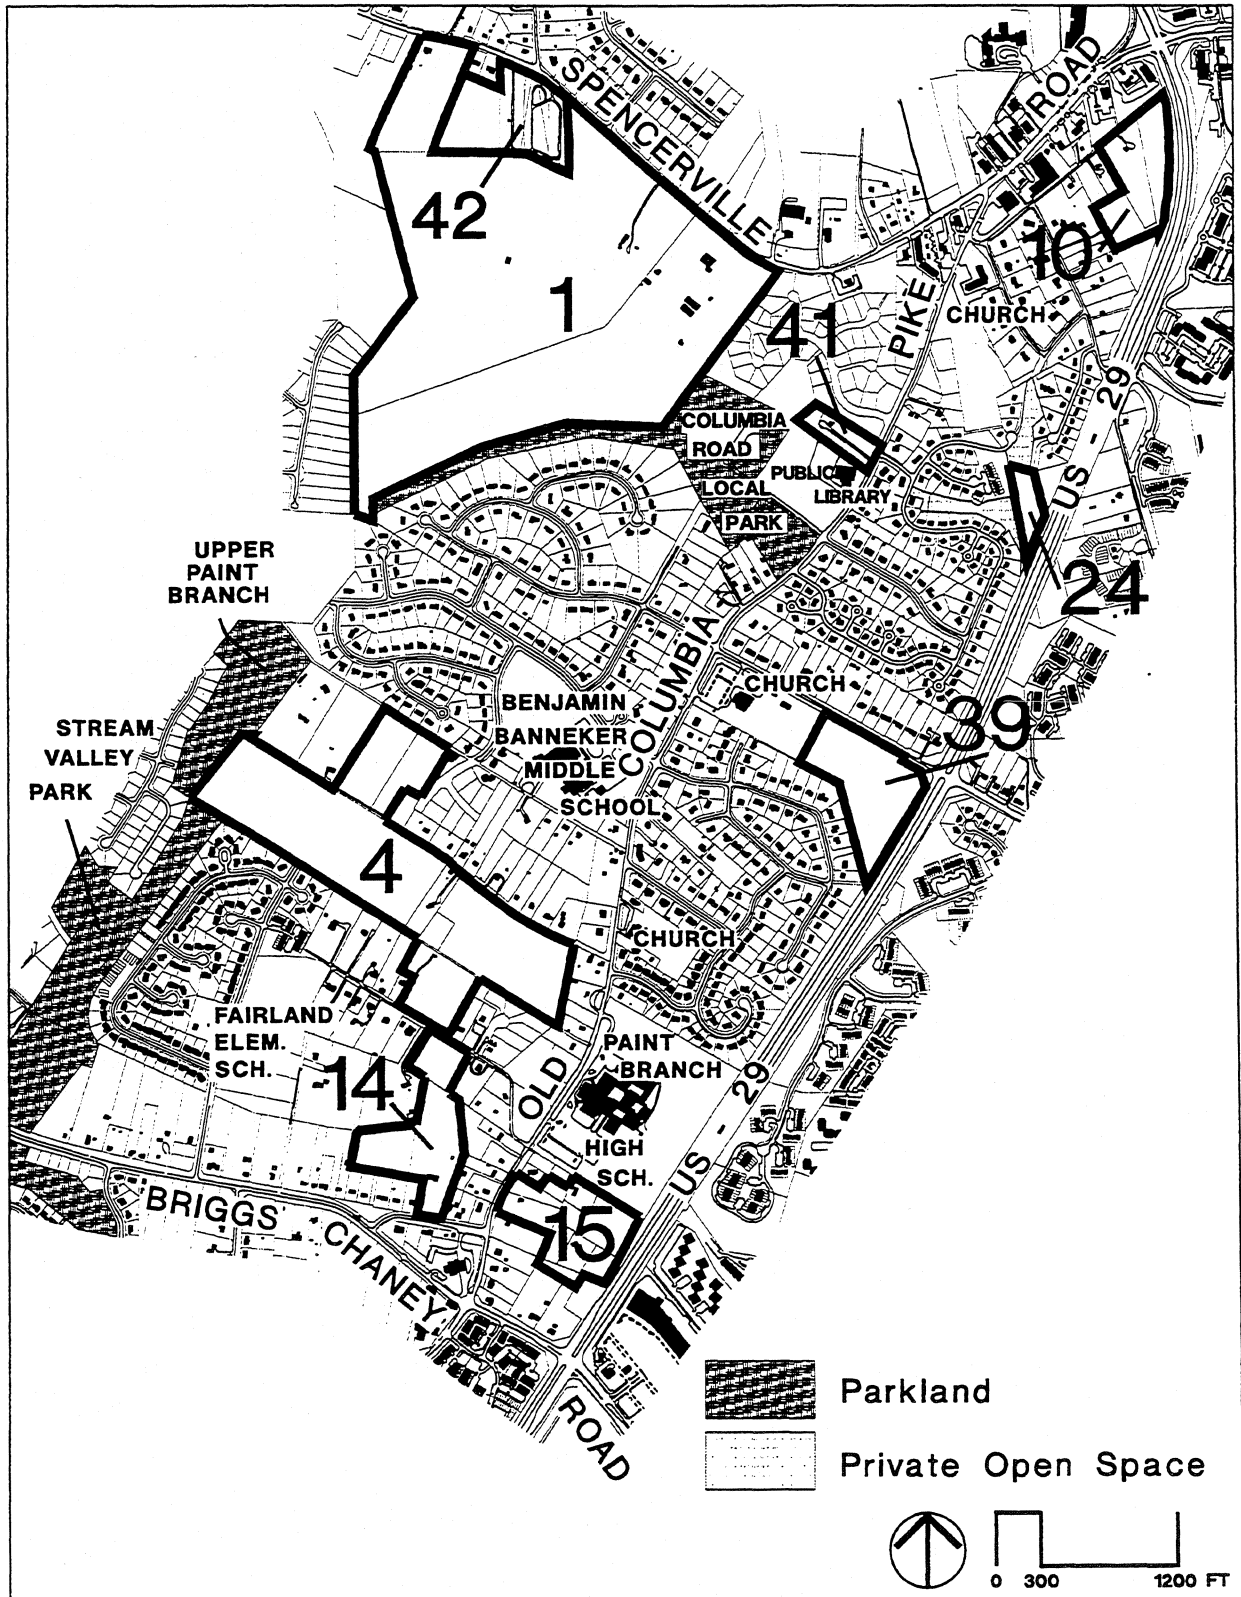 SPENCERVILLE
ROAD
42
1
10
41
PIKE
CHURCH
29
US
COLUMBIA
ROAD
LOCAL
PARK
PUBLIC
LIBRARY
24
UPPER
PAINT
BRANCH
STREAM
VALLEY
PARK
BENJAMIN
BANNEKER
MIDDLE
SCHOOL
COLUMBIA
CHURCH
39
4
CHURCH
FAIRLAND
ELEM.
SCH.
14
OLD
PAINT
BRANCH
HIGH
SCH.
29
US
15
BRIGGS
CHANEY
ROAD
Parkland
Private Open Space
0 300 1200 FT